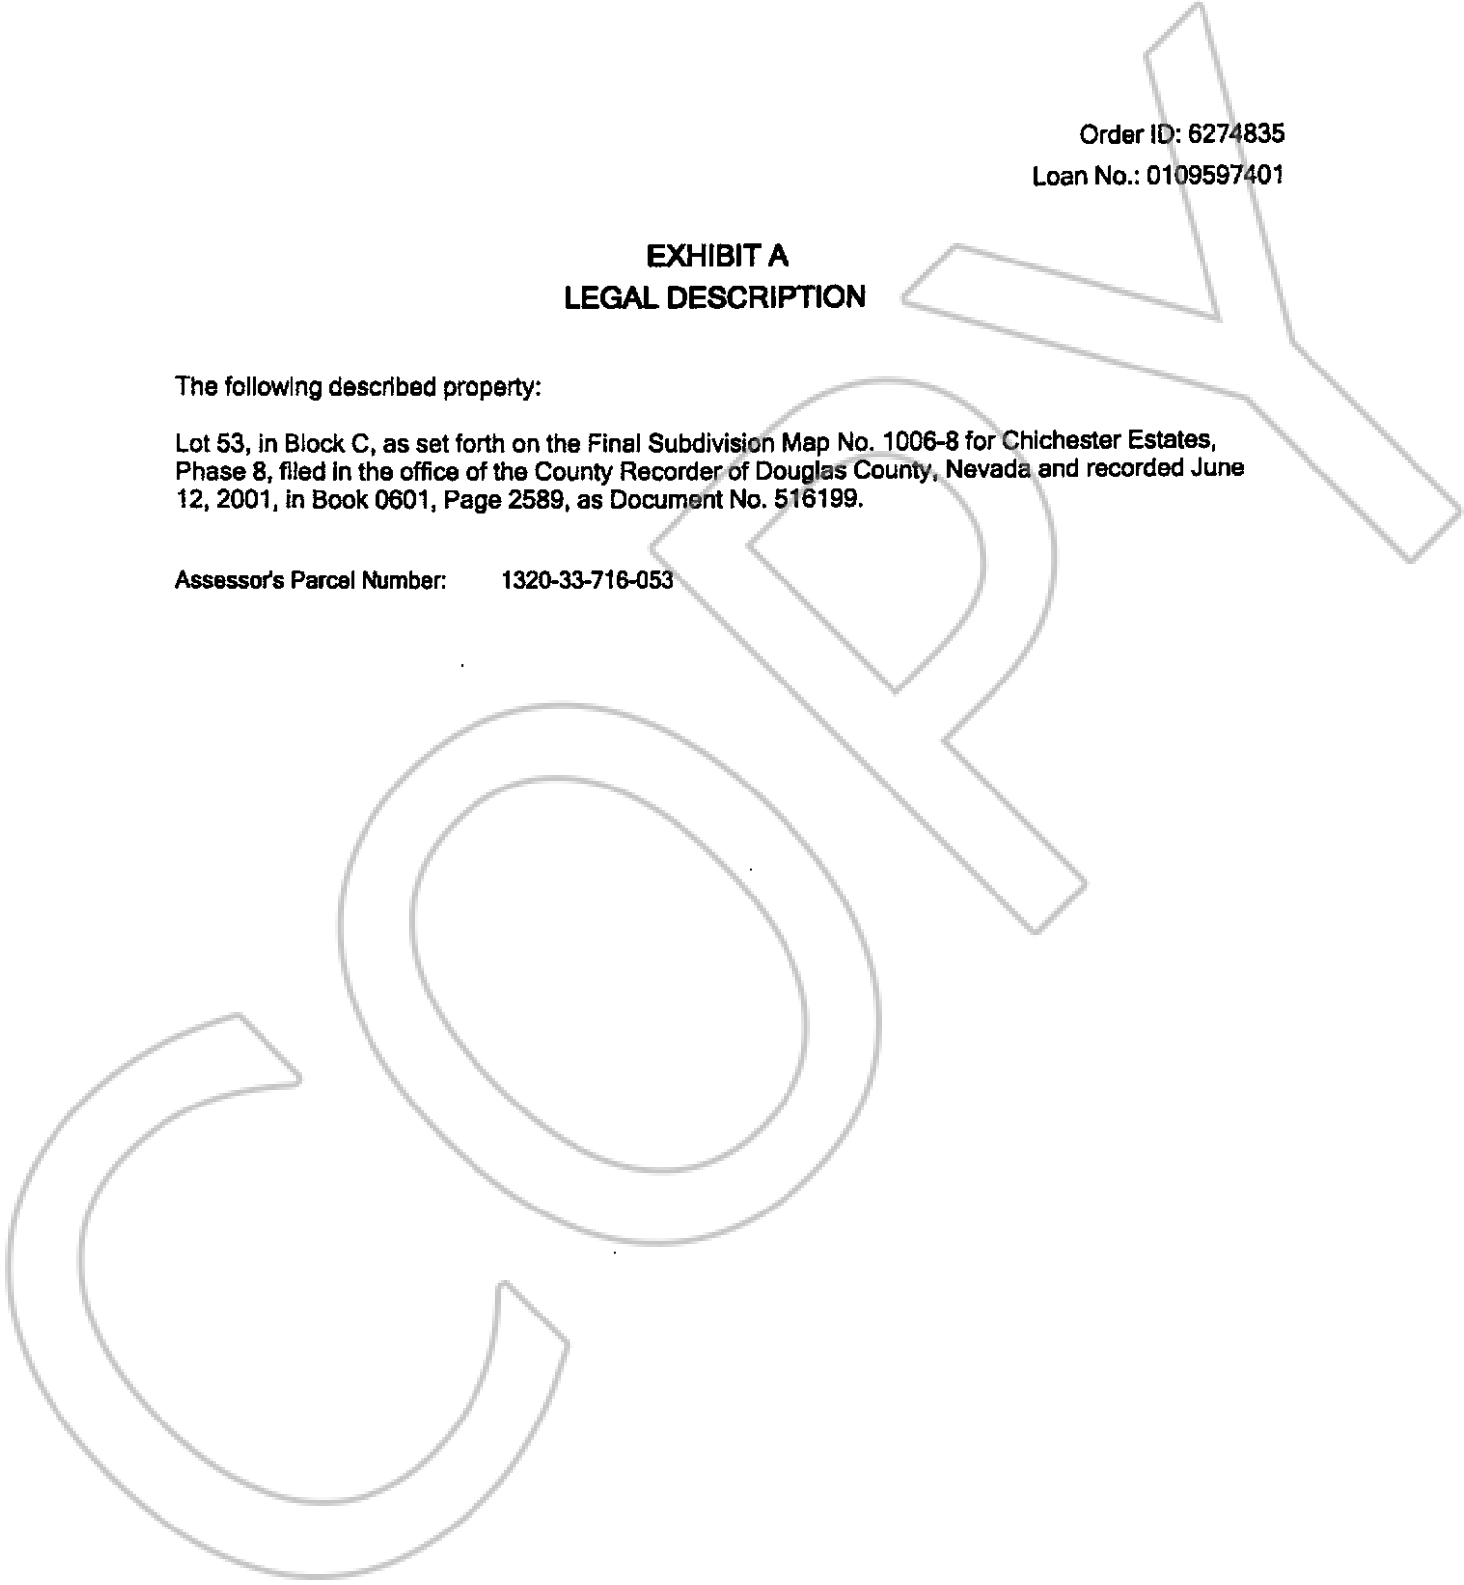 Order ID: 6274835
Loan No.: 0109597401
EXHIBIT A
LEGAL DESCRIPTION
The following described property:
Lot 53, in Block C, as set forth on the Final Subdivision Map No. 1006-8 for Chichester Estates,
Phase 8, filed in the office of the County Recorder of Douglas County, Nevada and recorded June
12, 2001, in Book 0601, Page 2589, as Document No. 516199.
Assessor's Parcel Number: 1320-33-716-053
COPY